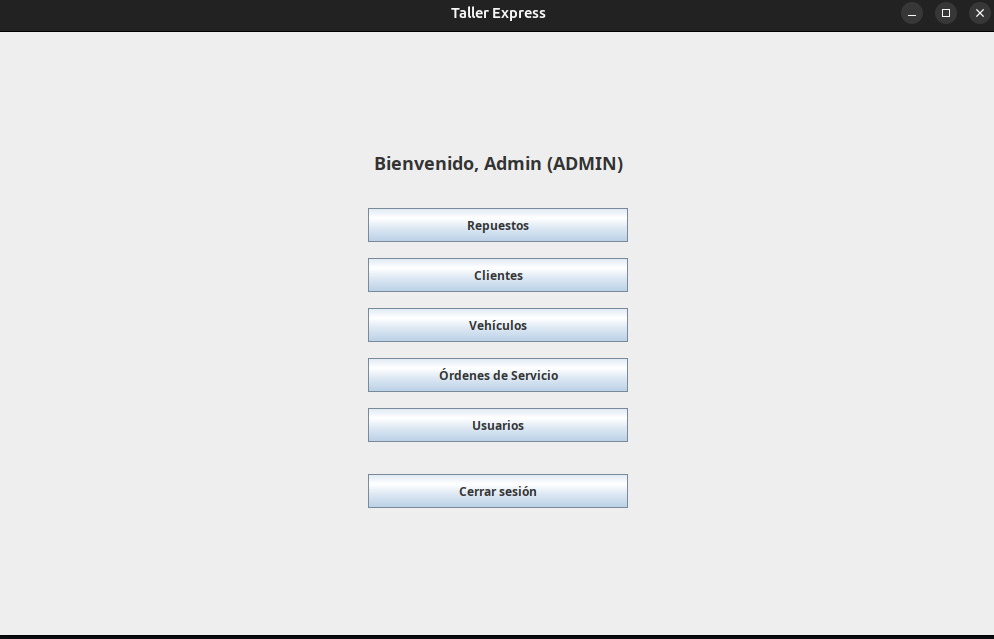 Taller Express
Bienvenido, Admin (ADMIN)
Repuestos
Clientes
Vehículos
Órdenes de Servicio
Usuarios
Cerrar sesión